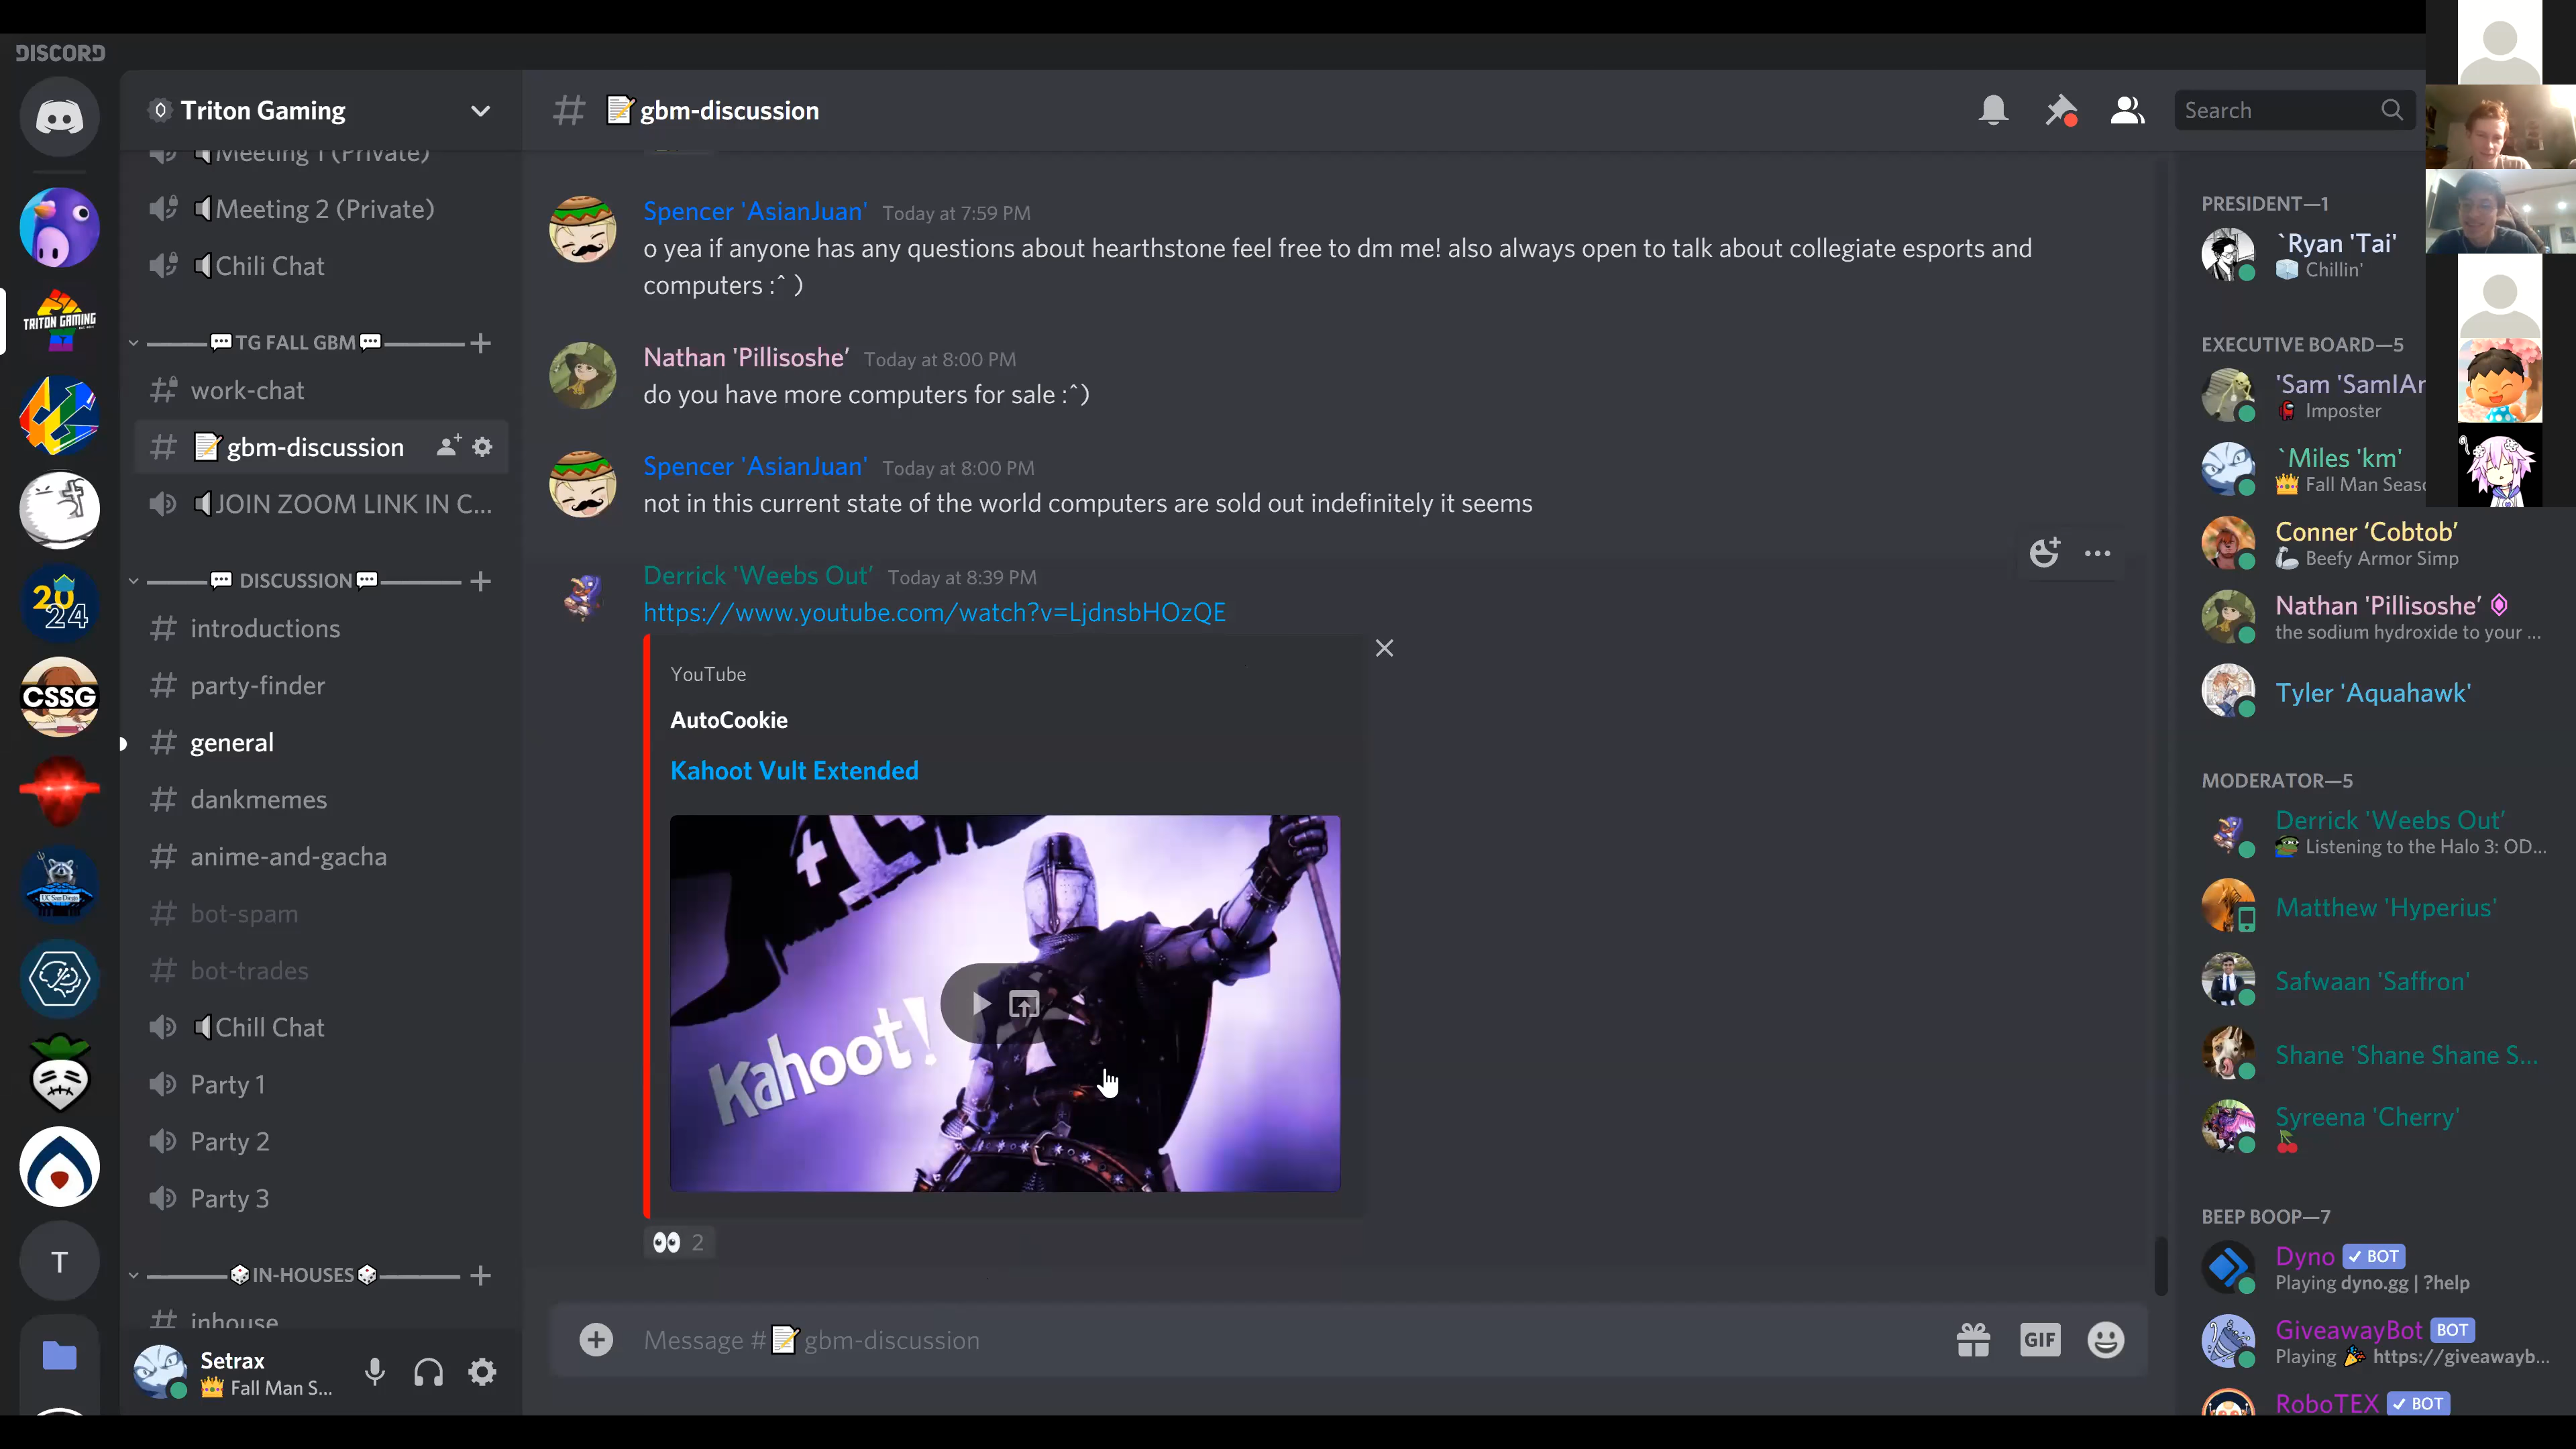 DISCORD
TRITON GAMING
20
24
CSSG
UC San Diego
T
Triton Gaming
Meeting 1 (Private)
Meeting 2 (Private)
Chili Chat
TG FALL GBM
work-chat
gbm-discussion
JOIN ZOOM LINK IN C...
DISCUSSION
introductions
party-finder
general
dankmemes
anime-and-gacha
bot-spam
bot-trades
Chill Chat
Party 1
Party 2
Party 3
IN-HOUSES
inhouse
Setrax
Fall Man S...
gbm-discussion
Search
Spencer 'AsianJuan' Today at 7:59 PM
o yea if anyone has any questions about hearthstone feel free to dm me! also always open to talk about collegiate esports and
computers :^ )
Nathan 'Pillisoshe’ Today at 8:00 PM
do you have more computers for sale :^)
Spencer 'AsianJuan' Today at 8:00 PM
not in this current state of the world computers are sold out indefinitely it seems
Derrick 'Weebs Out’ Today at 8:39 PM
https://www.youtube.com/watch?v=LjdnsbHOzQE
YouTube
AutoCookie
Kahoot Vult Extended
Kahoot!
2
Message # gbm-discussion
GIF
PRESIDENT—1
`Ryan 'Tai'
Chillin'
EXECUTIVE BOARD—5
'Sam 'SamIAm
Imposter
`Miles 'km'
Fall Man Seas
Conner ‘Cobtob’
Beefy Armor Simp
Nathan 'Pillisoshe’
the sodium hydroxide to your ...
Tyler 'Aquahawk'
MODERATOR—5
Derrick 'Weebs Out’
Listening to the Halo 3: OD...
Matthew 'Hyperius'
Safwaan 'Saffron'
Shane 'Shane Shane S...
Syreena 'Cherry'
BEEP BOOP—7
Dyno BOT
Playing dyno.gg | ?help
GiveawayBot BOT
Playing https://giveawayb...
RoboTEX BOT